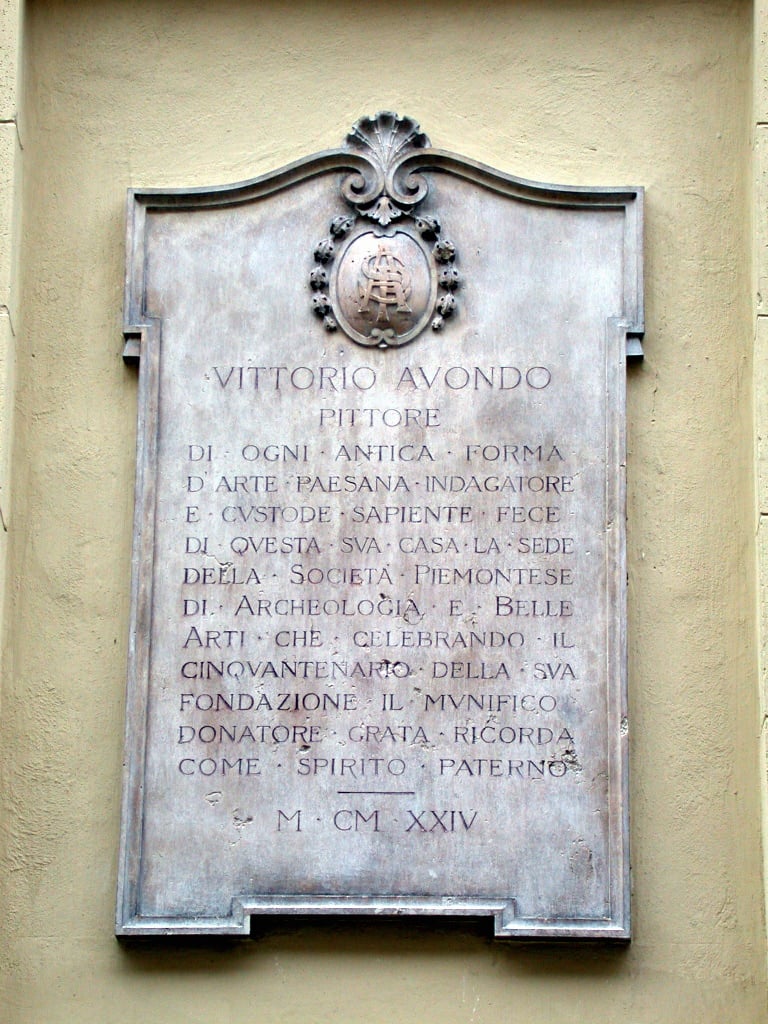 VITTORIO AVONDO
PITTORE
DI · OGNI · ANTICA · FORMA
D'ARTE · PAESANA · INDAGATORE
E · CVSTODE · SAPIENTE · FECE
DI · QVESTA · SVA · CASA · LA · SEDE
DELLA · SOCIETÀ · PIEMONTESE
DI · ARCHEOLOGIA · E · BELLE
ARTI · CHE · CELEBRANDO · IL
CINQVANTENARIO · DELLA · SVA
FONDAZIONE · IL · MVNIFICO
DONATORE · GRATA · RICORDA
COME · SPIRITO · PATERNO
M · CM · XXIV